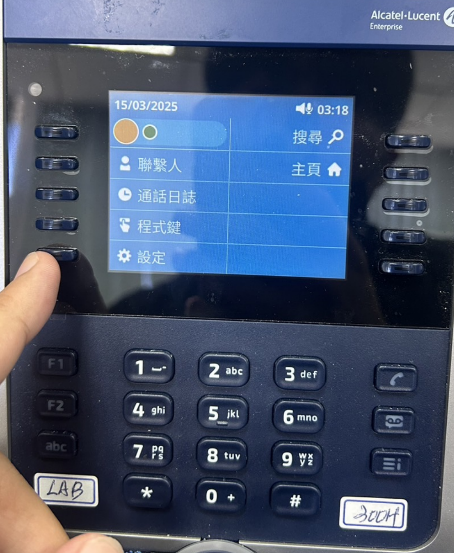 Alcatel·Lucent
Enterprise
15/03/2025 03:18
搜尋
聯繫人 主頁
通話日誌
程式鍵
設定
F1 1 2 abc 3 def
F2 4 ghi 5 jkl 6 mno
abc 7 pqrs 8 tuv 9 wxyz
* 0 + #
LAB
300H